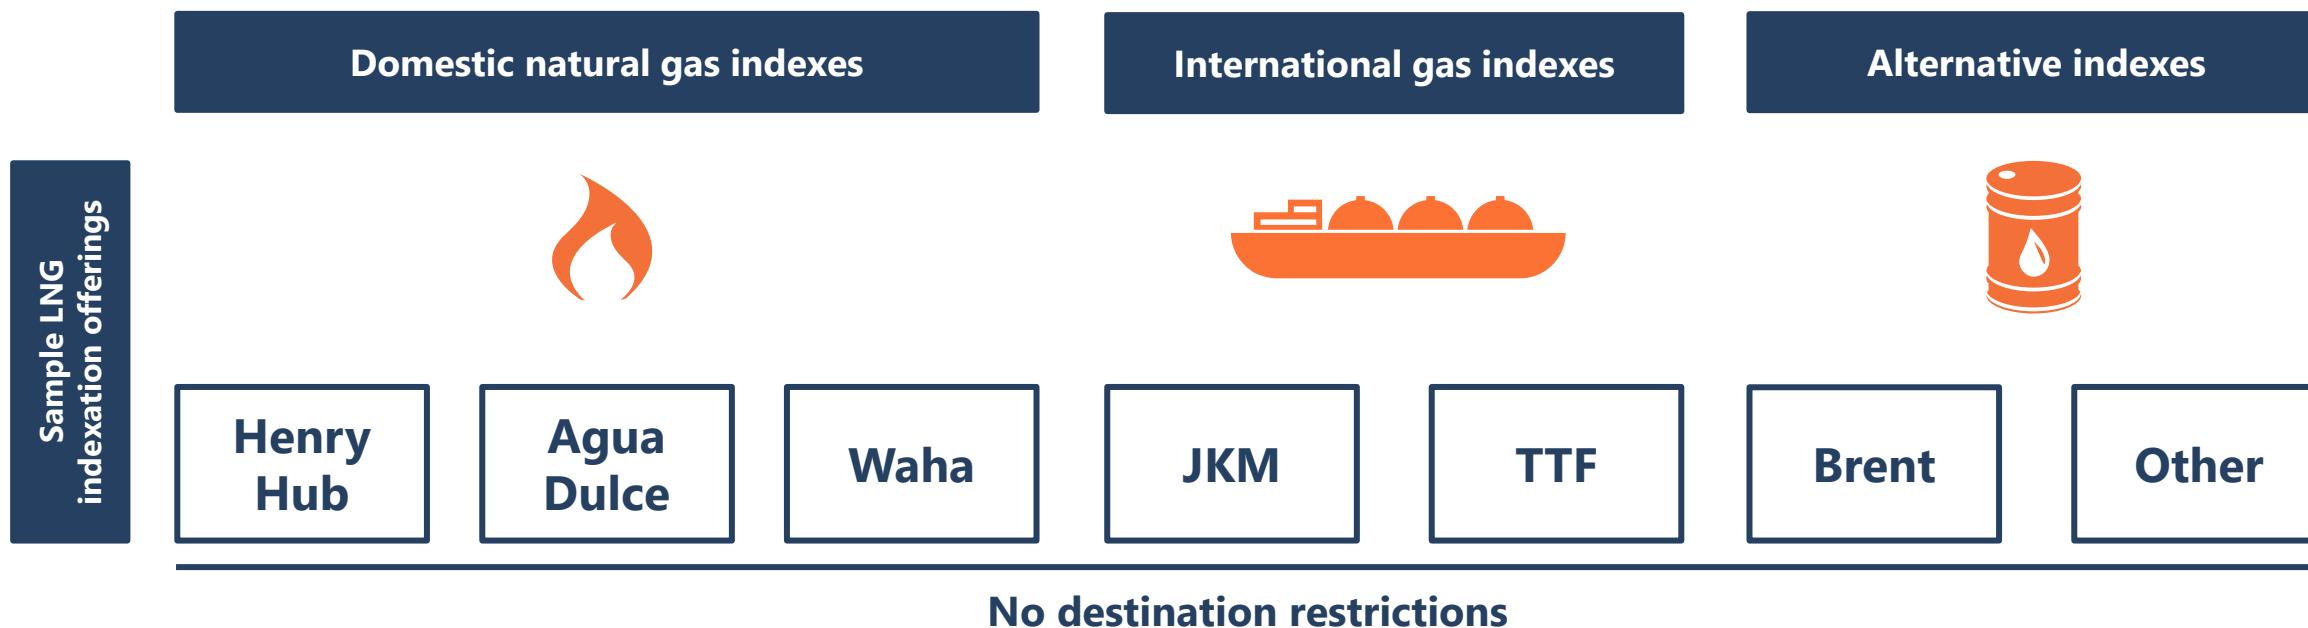 Domestic natural gas indexes
International gas indexes
Alternative indexes
Sample LNG
indexation offerings
Henry
Hub
Agua
Dulce
Waha
JKM
TTF
Brent
Other
No destination restrictions